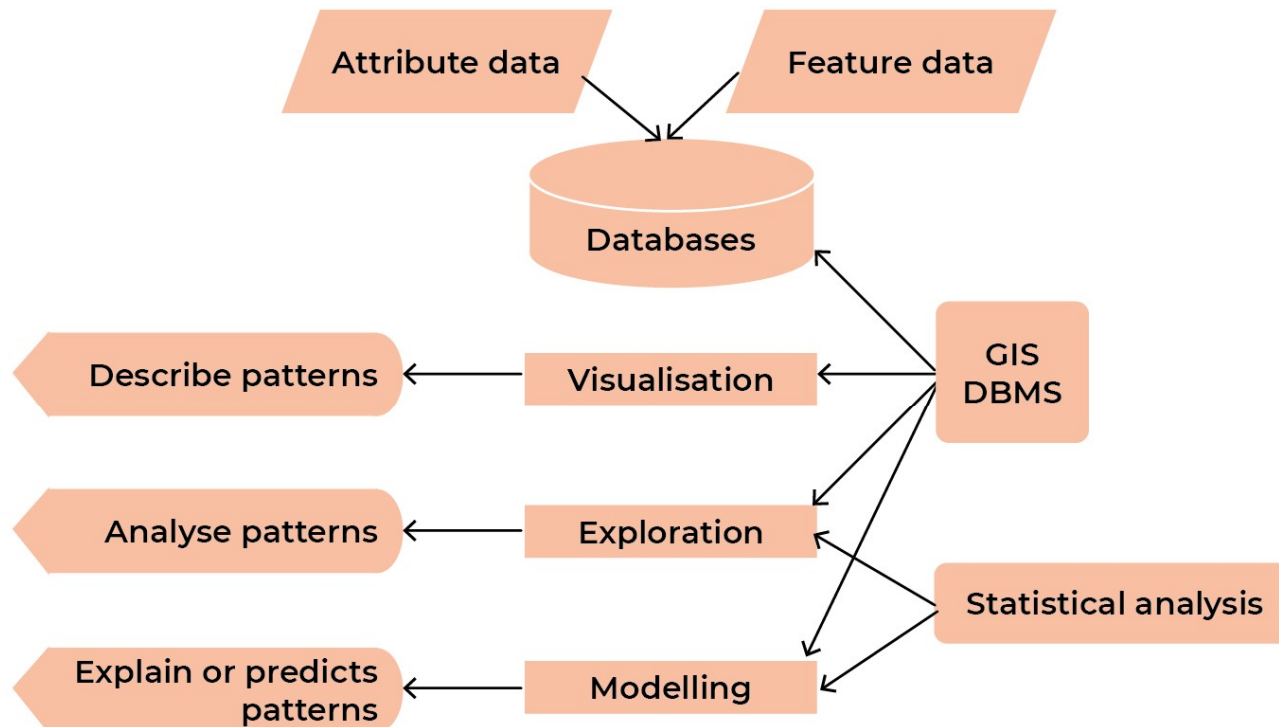 Attribute data
Feature data
Databases
GIS
DBMS
Describe patterns
Visualisation
Analyse patterns
Exploration
Statistical analysis
Explain or predicts
patterns
Modelling